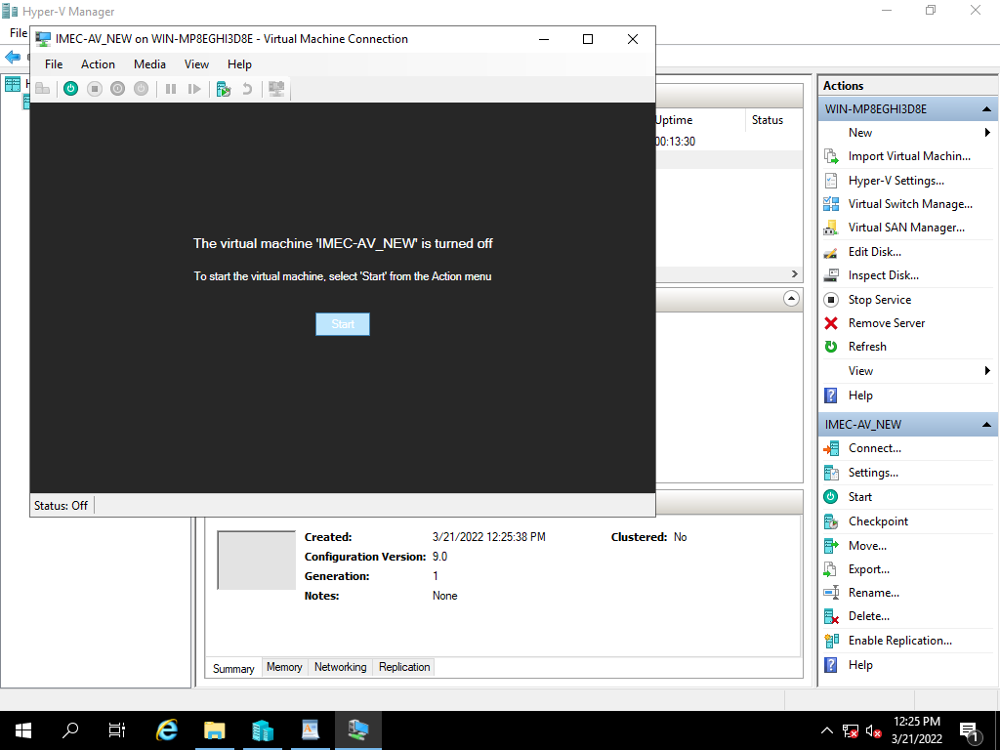 Hyper-V Manager
File
IMEC-AV_NEW on WIN-MP8EGHI3D8E - Virtual Machine Connection
File Action Media View Help
The virtual machine 'IMEC-AV_NEW' is turned off
To start the virtual machine, select 'Start' from the Action menu
Start
Status: Off
Uptime Status
00:13:30
Created: 3/21/2022 12:25:38 PM Clustered: No
Configuration Version: 9.0
Generation: 1
Notes: None
Summary Memory Networking Replication
Actions
WIN-MP8EGHI3D8E
New
Import Virtual Machin...
Hyper-V Settings...
Virtual Switch Manage...
Virtual SAN Manager...
Edit Disk...
Inspect Disk...
Stop Service
Remove Server
Refresh
View
Help
IMEC-AV_NEW
Connect...
Settings...
Start
Checkpoint
Move...
Export...
Rename...
Delete...
Enable Replication...
Help
12:25 PM
3/21/2022
1